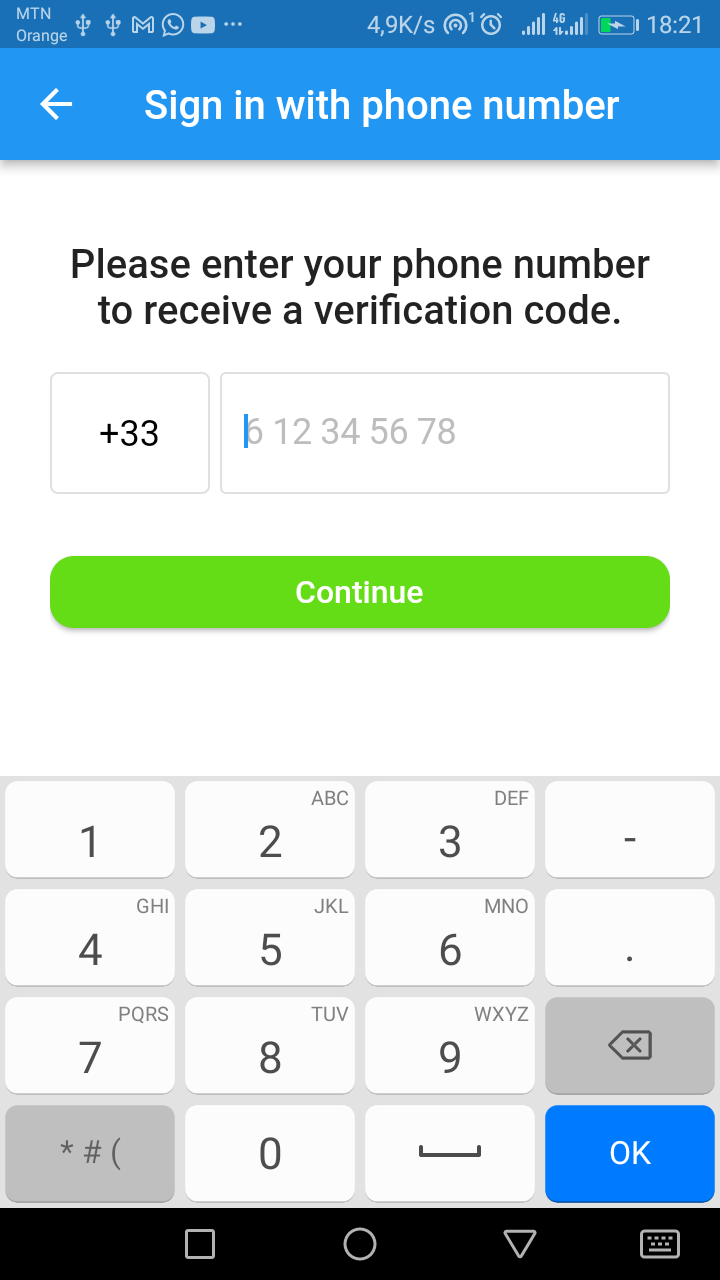 MTN
Orange
4,9K/s 1 4G 18:21
Sign in with phone number
Please enter your phone number
to receive a verification code.
+33
6 12 34 56 78
Continue
1
2 ABC
3 DEF
-
4 GHI
5 JKL
6 MNO
.
7 PQRS
8 TUV
9 WXYZ
* # (
0
OK